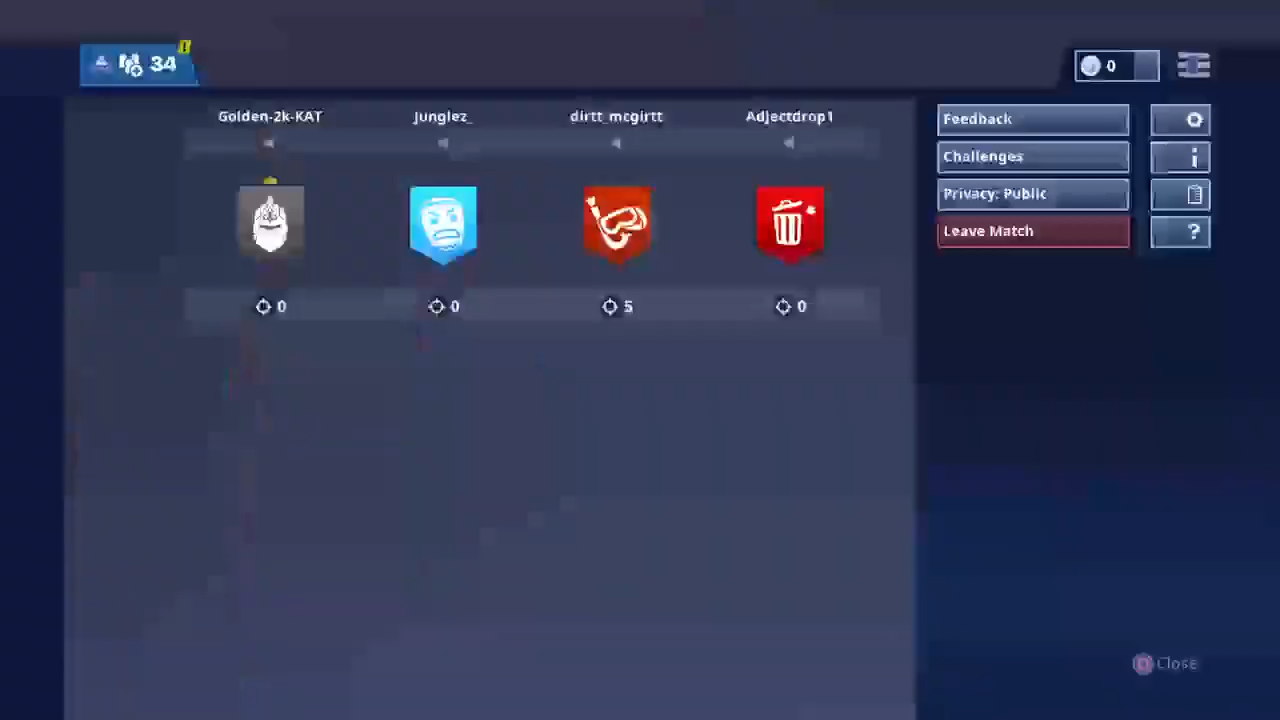 34
0
Golden-2k-KAT
Junglez_
dirtt_mcgirtt
Adjectdrop1
0
0
5
0
Feedback
Challenges
i
Privacy: Public
Leave Match
?
Close